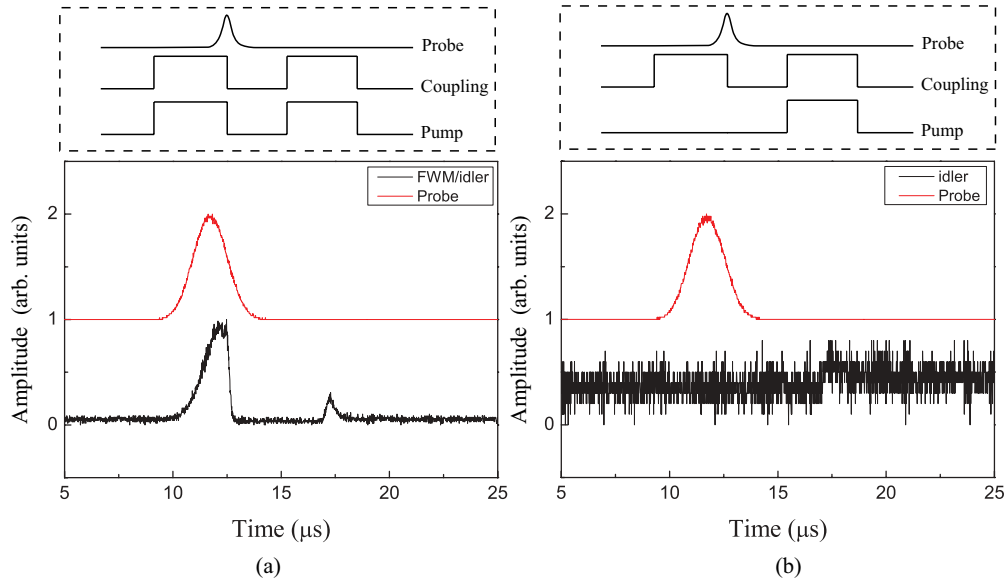 Probe
Coupling
Pump
FWM/idler
Probe
2
1
0
Amplitude (arb. units)
5 10 15 20 25
Time (μs)
(a)
Probe
Coupling
Pump
idler
Probe
2
1
0
Amplitude (arb. units)
5 10 15 20 25
Time (μs)
(b)